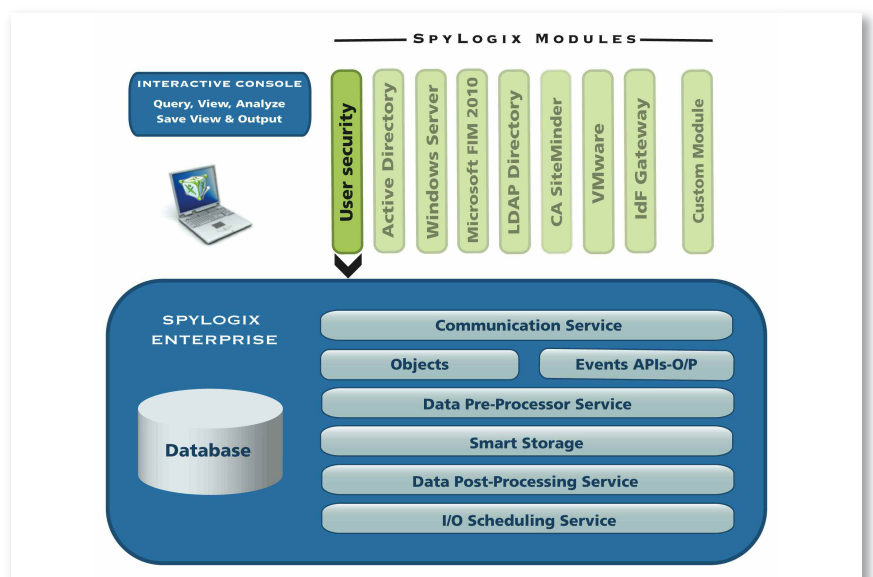 SPYLOGIX MODULES
INTERACTIVE CONSOLE
Query, View, Analyze
Save View & Output
User security
Active Directory
Windows Server
Microsoft FIM 2010
LDAP Directory
CA SiteMinder
VMware
IdF Gateway
Custom Module
SPYLOGIX
ENTERPRISE
Database
Communication Service
Objects
Events APIs-O/P
Data Pre-Processor Service
Smart Storage
Data Post-Processing Service
I/O Scheduling Service